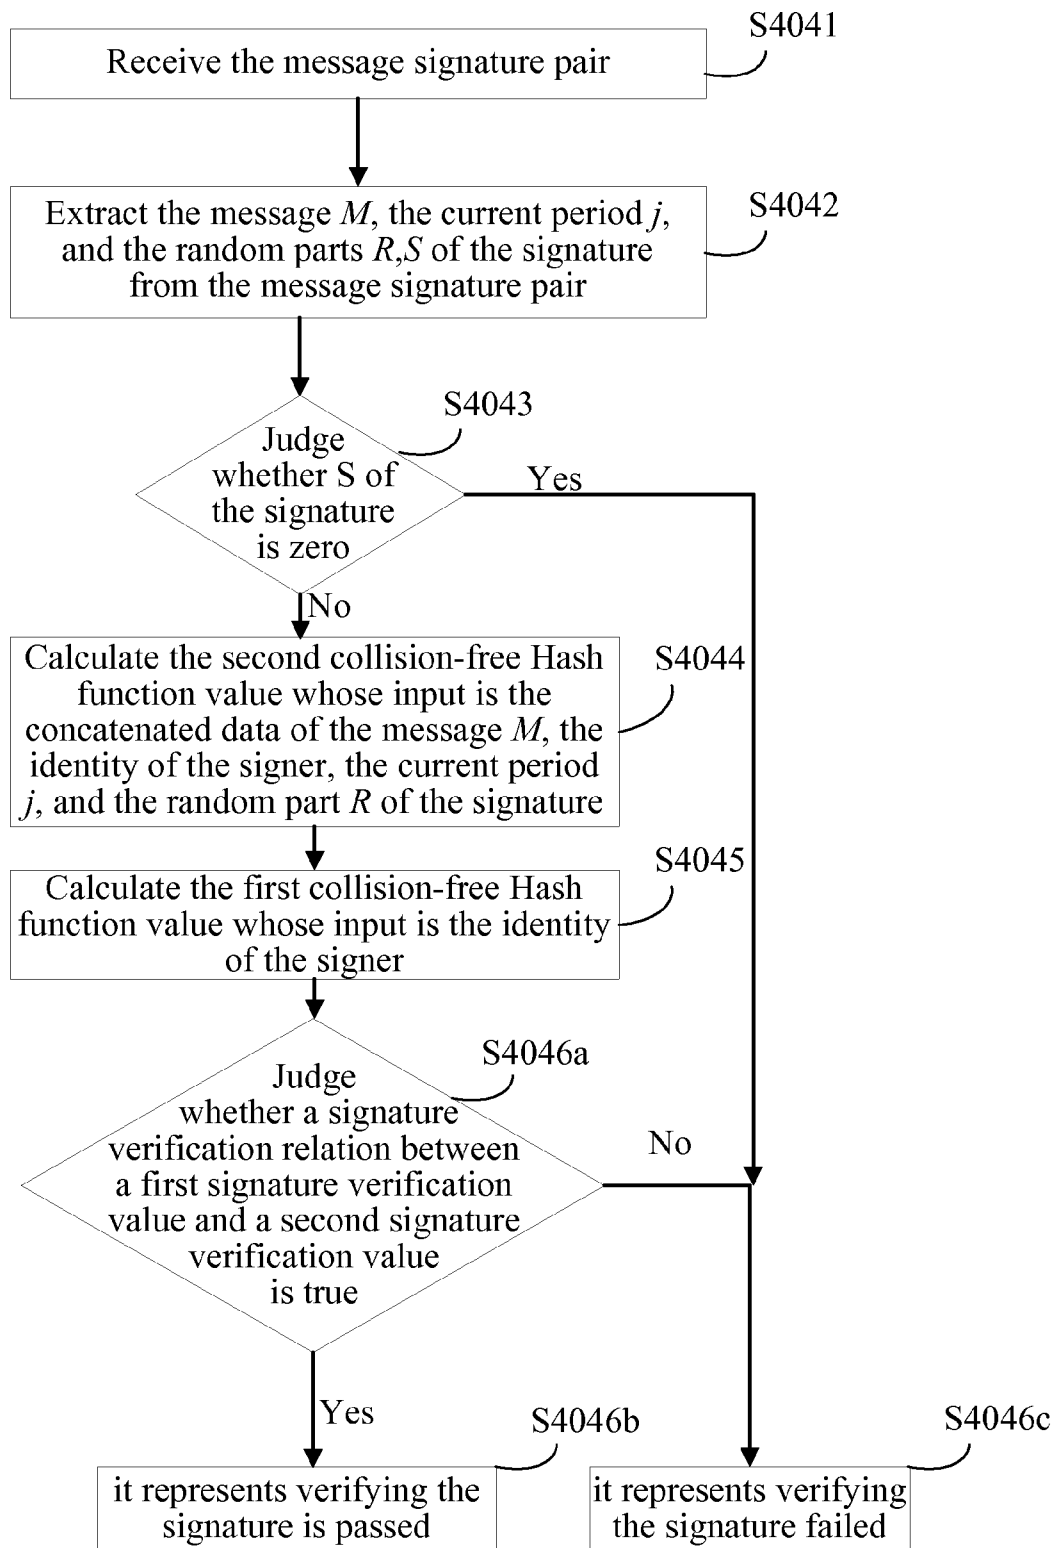 S4041
Receive the message signature pair
S4042
Extract the message M, the current period j,
and the random parts R,S of the signature
from the message signature pair
S4043
Judge
whether S of
the signature
is zero
Yes
No
S4044
Calculate the second collision-free Hash
function value whose input is the
concatenated data of the message M, the
identity of the signer, the current period
j, and the random part R of the signature
S4045
Calculate the first collision-free Hash
function value whose input is the identity
of the signer
S4046a
Judge
whether a signature
verification relation between
a first signature verification
value and a second signature
verification value
is true
No
Yes
S4046b
it represents verifying the
signature is passed
S4046c
it represents verifying
the signature failed